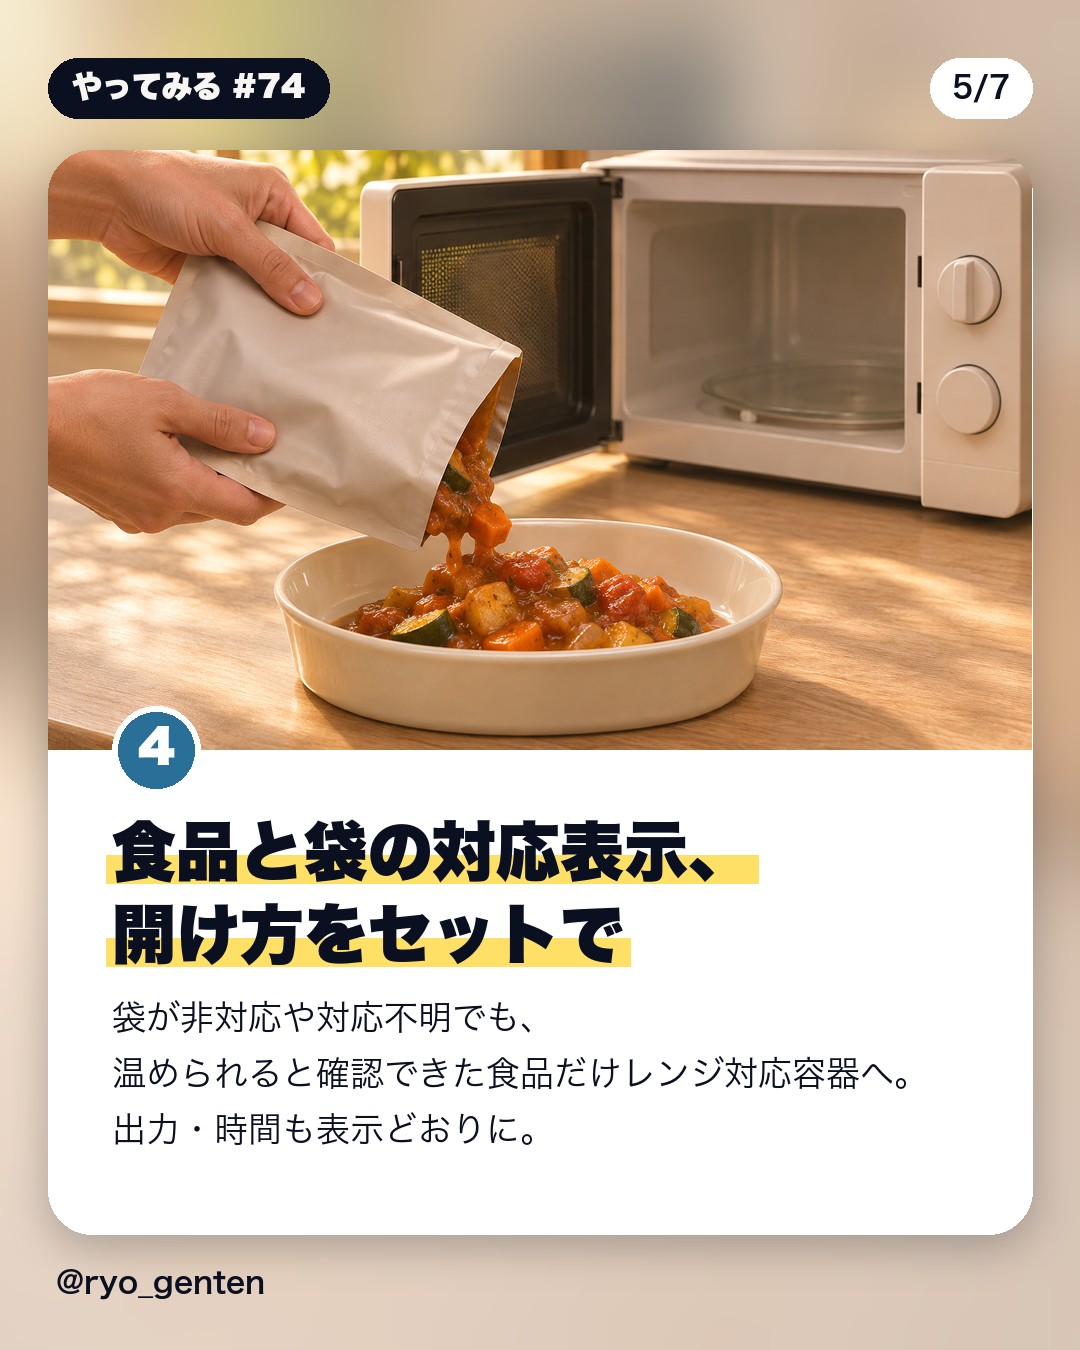 やってみる #74
5/7
4
食品と袋の対応表示、
開け方をセットで
袋が非対応や対応不明でも、
温められると確認できた食品だけレンジ対応容器へ。
出力・時間も表示どおりに。
@ryo_genten